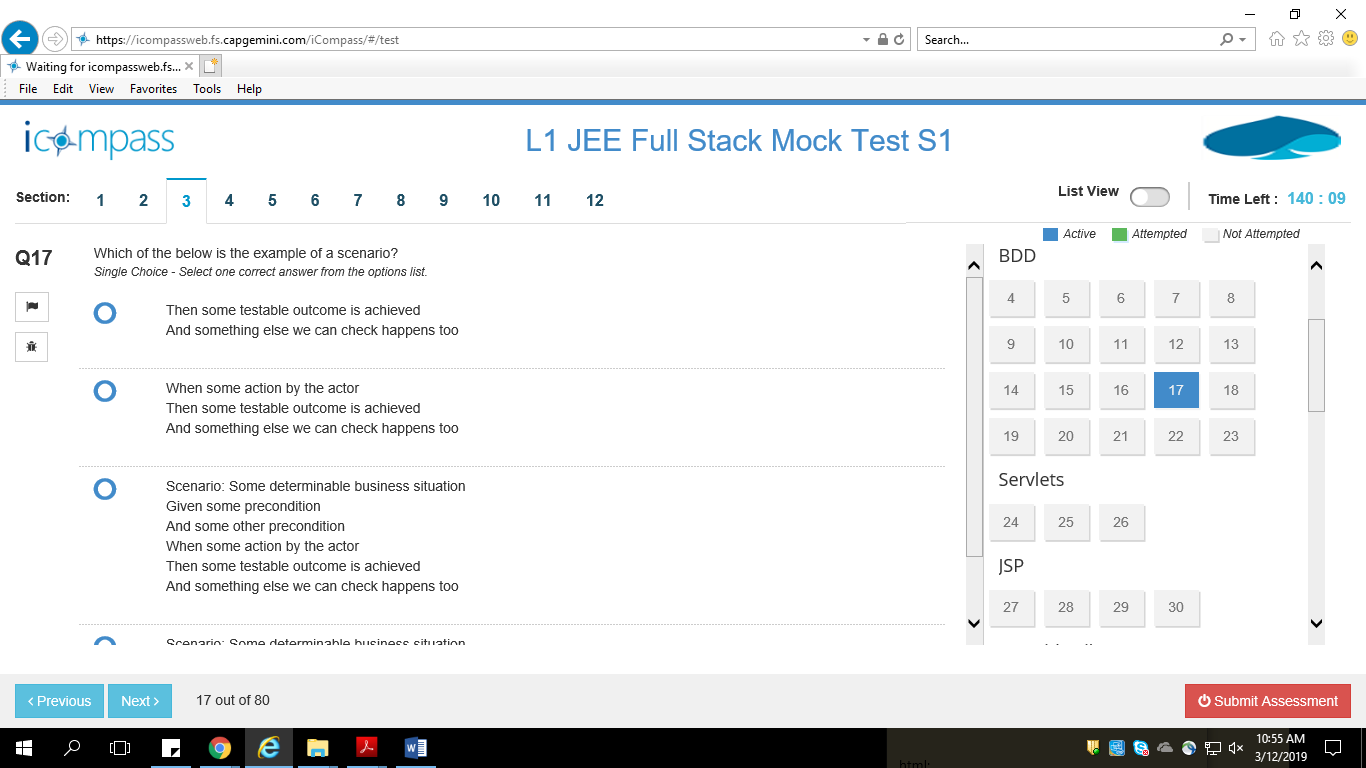 https://icompassweb.fs.capgemini.com/iCompass/#/test
Search...
Waiting for icompassweb.fs...
File Edit View Favorites Tools Help
icompass
L1 JEE Full Stack Mock Test S1
Section: 1 2 3 4 5 6 7 8 9 10 11 12
List View
Time Left : 140 : 09
Active Attempted Not Attempted
Q17
Which of the below is the example of a scenario?
Single Choice - Select one correct answer from the options list.
Then some testable outcome is achieved
And something else we can check happens too
When some action by the actor
Then some testable outcome is achieved
And something else we can check happens too
Scenario: Some determinable business situation
Given some precondition
And some other precondition
When some action by the actor
Then some testable outcome is achieved
And something else we can check happens too
Scenario: Some determinable business situation
BDD
4 5 6 7 8
9 10 11 12 13
14 15 16 17 18
19 20 21 22 23
Servlets
24 25 26
JSP
27 28 29 30
Previous Next 17 out of 80
Submit Assessment
html:
10:55 AM
3/12/2019